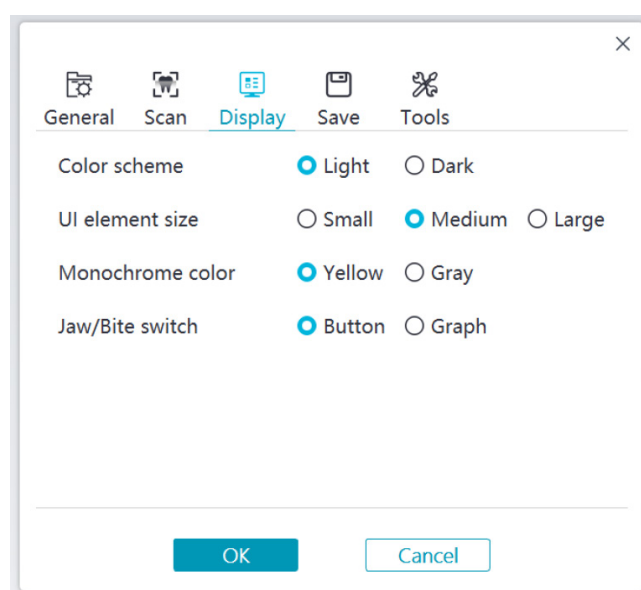 General Scan Display Save Tools
Color scheme Light Dark
UI element size Small Medium Large
Monochrome color Yellow Gray
Jaw/Bite switch Button Graph
OK Cancel